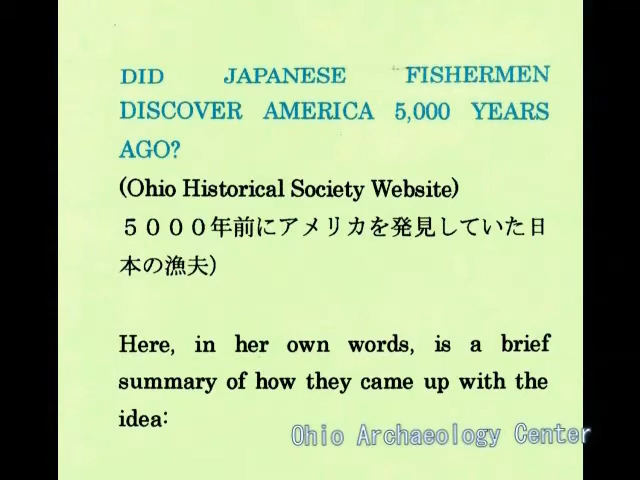 DID JAPANESE FISHERMEN
DISCOVER AMERICA 5,000 YEARS
AGO?
(Ohio Historical Society Website)
５０００年前にアメリカを発見していた日
本の漁夫)
Here, in her own words, is a brief
summary of how they came up with the
idea:
Ohio Archaeology Center